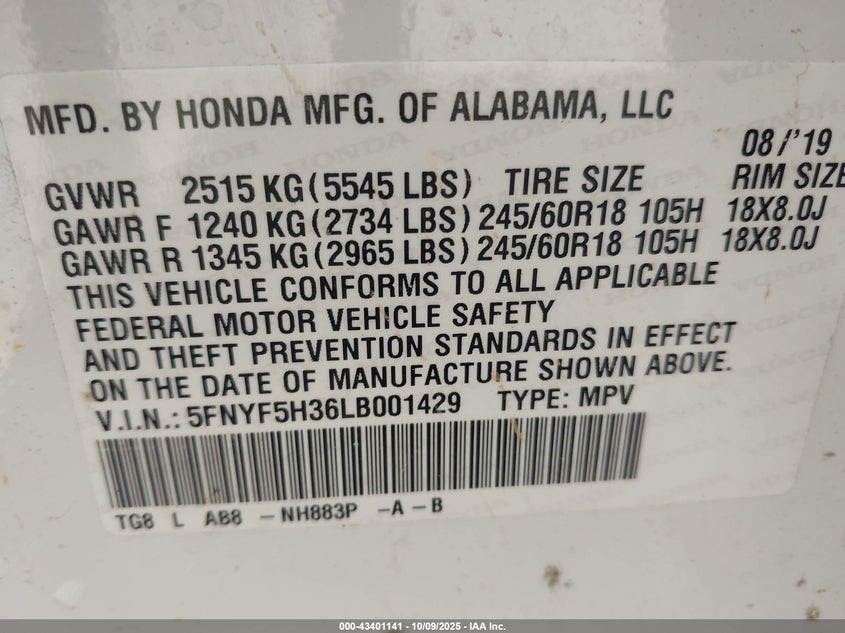 MFD. BY HONDA MFG. OF ALABAMA, LLC
08/'19
GVWR 2515 KG(5545 LBS) TIRE SIZE RIM SIZE
GAWR F 1240 KG(2734 LBS) 245/60R18 105H 18X8.0J
GAWR R 1345 KG(2965 LBS) 245/60R18 105H 18X8.0J
THIS VEHICLE CONFORMS TO ALL APPLICABLE
FEDERAL MOTOR VEHICLE SAFETY
AND THEFT PREVENTION STANDARDS IN EFFECT
ON THE DATE OF MANUFACTURE SHOWN ABOVE.
V.I.N.: 5FNYF5H36LB001429 TYPE: MPV
TG8 L AB8 -NH883P -A-B
000-43401141 - 10/09/2025 - IAA Inc.